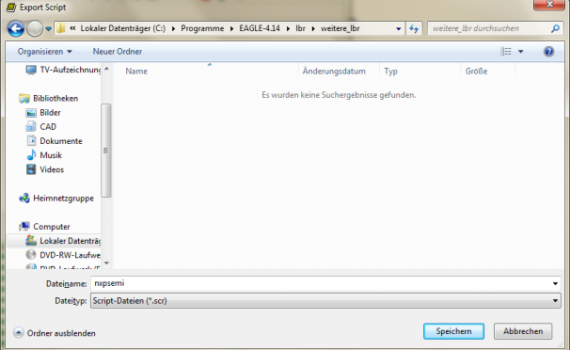 Export Script
« Lokaler Datenträger (C:) ▸ Programme ▸ EAGLE-4.14 ▸ lbr ▸ weitere_lbr
weitere_lbr durchsuchen
Organisieren
Neuer Ordner
TV-Aufzeichnung
Name
Änderungsdatum
Typ
Größe
Es wurden keine Suchergebnisse gefunden.
Bibliotheken
Bilder
CAD
Dokumente
Musik
Videos
Heimnetzgruppe
Computer
Lokaler Datenträg
DVD-RW-Laufwe
Dateiname:
nxpsemi
Dateityp:
Script-Dateien (*.scr)
Ordner ausblenden
Speichern
Abbrechen